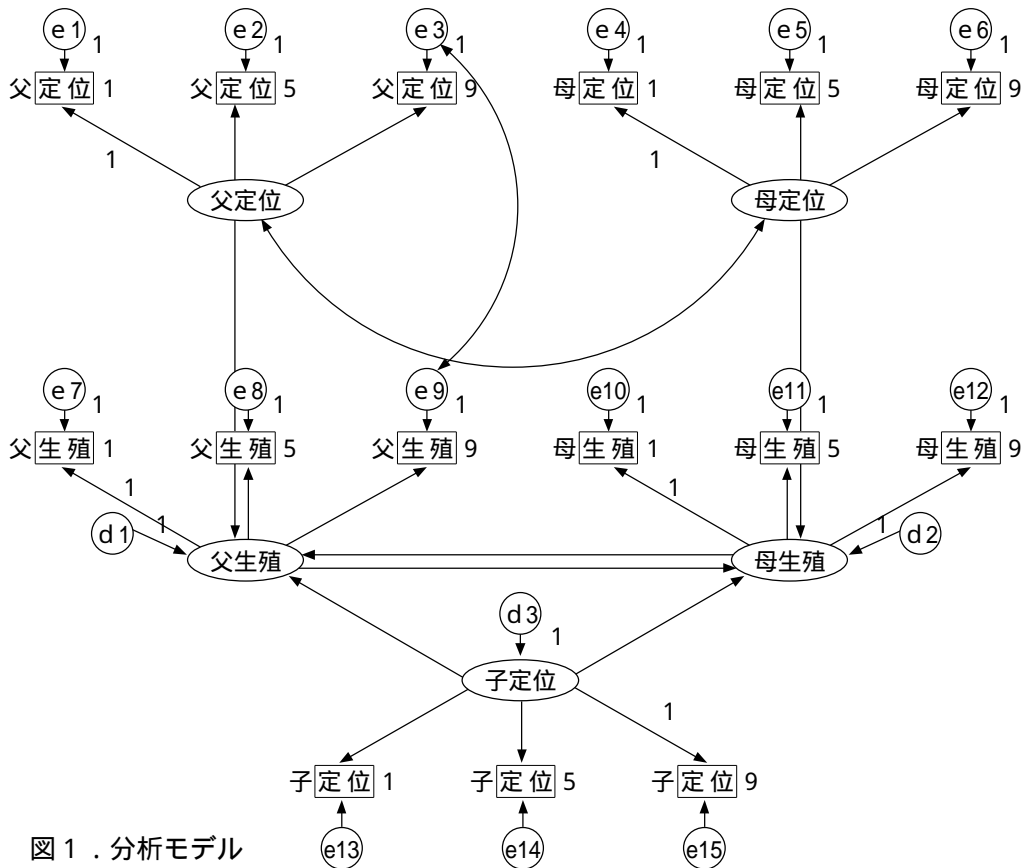 e1 1 e2 1 e3 1 e4 1 e5 1 e6 1
父定位1 父定位5 父定位9 母定位1 母定位5 母定位9
1 1
父定位 母定位
e7 1 e8 1 e9 1 e10 1 e11 1 e12 1
父生殖1 父生殖5 父生殖9 母生殖1 母生殖5 母生殖9
1 1
d1 1 1 d2
父生殖 母生殖
d3 1
子定位
1
子定位1 子定位5 子定位9
e13 e14 e15
図1．分析モデル